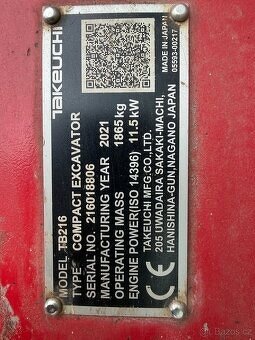 TAKEUCHI
MODEL TB216
TYPE COMPACT EXCAVATOR
SERIAL NO. 216018806
MANUFACTURING YEAR 2021
OPERATING MASS 1865 kg
ENGINE POWER(ISO 14396) 11.5 kW
TAKEUCHI MFG.CO.,LTD.
205 UWADAIRA SAKAKI-MACHI,
HANISHINA-GUN,NAGANO JAPAN
CE
MADE IN JAPAN
05593-00217
Bazoš.cz